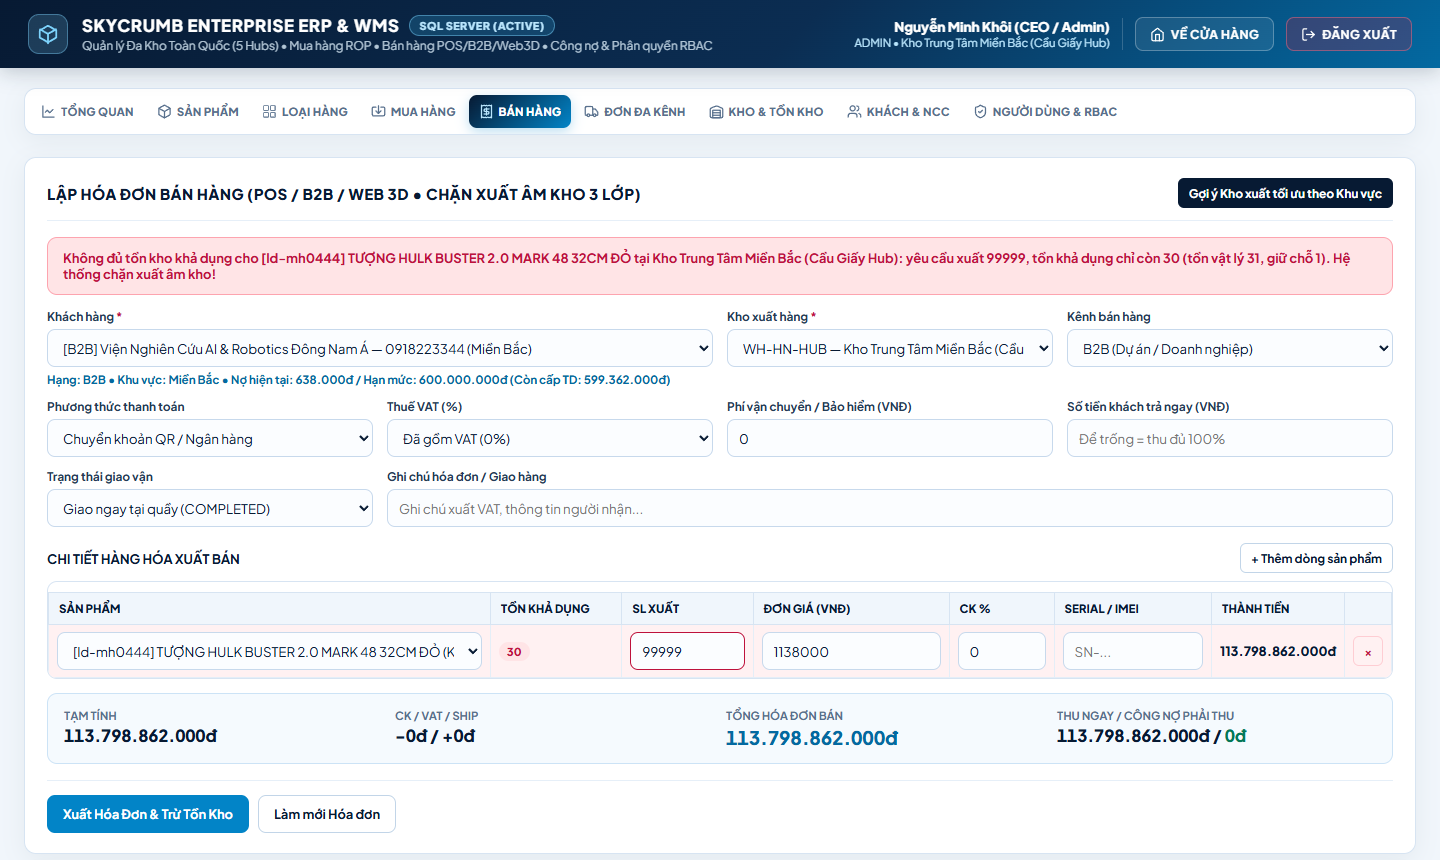 SKYCRUMB ENTERPRISE ERP & WMS
SQL SERVER (ACTIVE)
Quản lý Đa Kho Toàn Quốc (5 Hubs) • Mua hàng ROP • Bán hàng POS/B2B/Web3D • Công nợ & Phân quyền RBAC
Nguyễn Minh Khôi (CEO / Admin)
ADMIN • Kho Trung Tâm Miền Bắc (Cầu Giấy Hub)
VỀ CỬA HÀNG
ĐĂNG XUẤT
TỔNG QUAN
SẢN PHẨM
LOẠI HÀNG
MUA HÀNG
BÁN HÀNG
ĐƠN ĐA KÊNH
KHO & TỒN KHO
KHÁCH & NCC
NGƯỜI DÙNG & RBAC
LẬP HÓA ĐƠN BÁN HÀNG (POS / B2B / WEB 3D • CHẶN XUẤT ÂM KHO 3 LỚP)
Gợi ý Kho xuất tối ưu theo Khu vực
Không đủ tồn kho khả dụng cho [ld-mh0444] TƯỢNG HULK BUSTER 2.0 MARK 48 32CM ĐỎ tại Kho Trung Tâm Miền Bắc (Cầu Giấy Hub): yêu cầu xuất 99999, tồn khả dụng chỉ còn 30 (tồn vật lý 31, giữ chỗ 1). Hệ
thống chặn xuất âm kho!
Khách hàng *
Kho xuất hàng *
Kênh bán hàng
[B2B] Viện Nghiên Cứu AI & Robotics Đông Nam Á — 0918223344 (Miền Bắc)
WH-HN-HUB — Kho Trung Tâm Miền Bắc (Cầu
B2B (Dự án / Doanh nghiệp)
Hạng: B2B • Khu vực: Miền Bắc • Nợ hiện tại: 638.000đ / Hạn mức: 600.000.000đ (Còn cấp TD: 599.362.000đ)
Phương thức thanh toán
Thuế VAT (%)
Phí vận chuyển / Bảo hiểm (VNĐ)
Số tiền khách trả ngay (VNĐ)
Chuyển khoản QR / Ngân hàng
Đã gồm VAT (0%)
0
Để trống = thu đủ 100%
Trạng thái giao vận
Ghi chú hóa đơn / Giao hàng
Giao ngay tại quầy (COMPLETED)
Ghi chú xuất VAT, thông tin người nhận...
CHI TIẾT HÀNG HÓA XUẤT BÁN
+ Thêm dòng sản phẩm
SẢN PHẨM
TỒN KHẢ DỤNG
SL XUẤT
ĐƠN GIÁ (VNĐ)
CK %
SERIAL / IMEI
THÀNH TIỀN
[ld-mh0444] TƯỢNG HULK BUSTER 2.0 MARK 48 32CM ĐỎ (K
30
99999
1138000
0
SN-...
113.798.862.000đ
×
TẠM TÍNH
CK / VAT / SHIP
TỔNG HÓA ĐƠN BÁN
THU NGAY / CÔNG NỢ PHẢI THU
113.798.862.000đ
-0đ / +0đ
113.798.862.000đ
113.798.862.000đ / 0đ
Xuất Hóa Đơn & Trừ Tồn Kho
Làm mới Hóa đơn